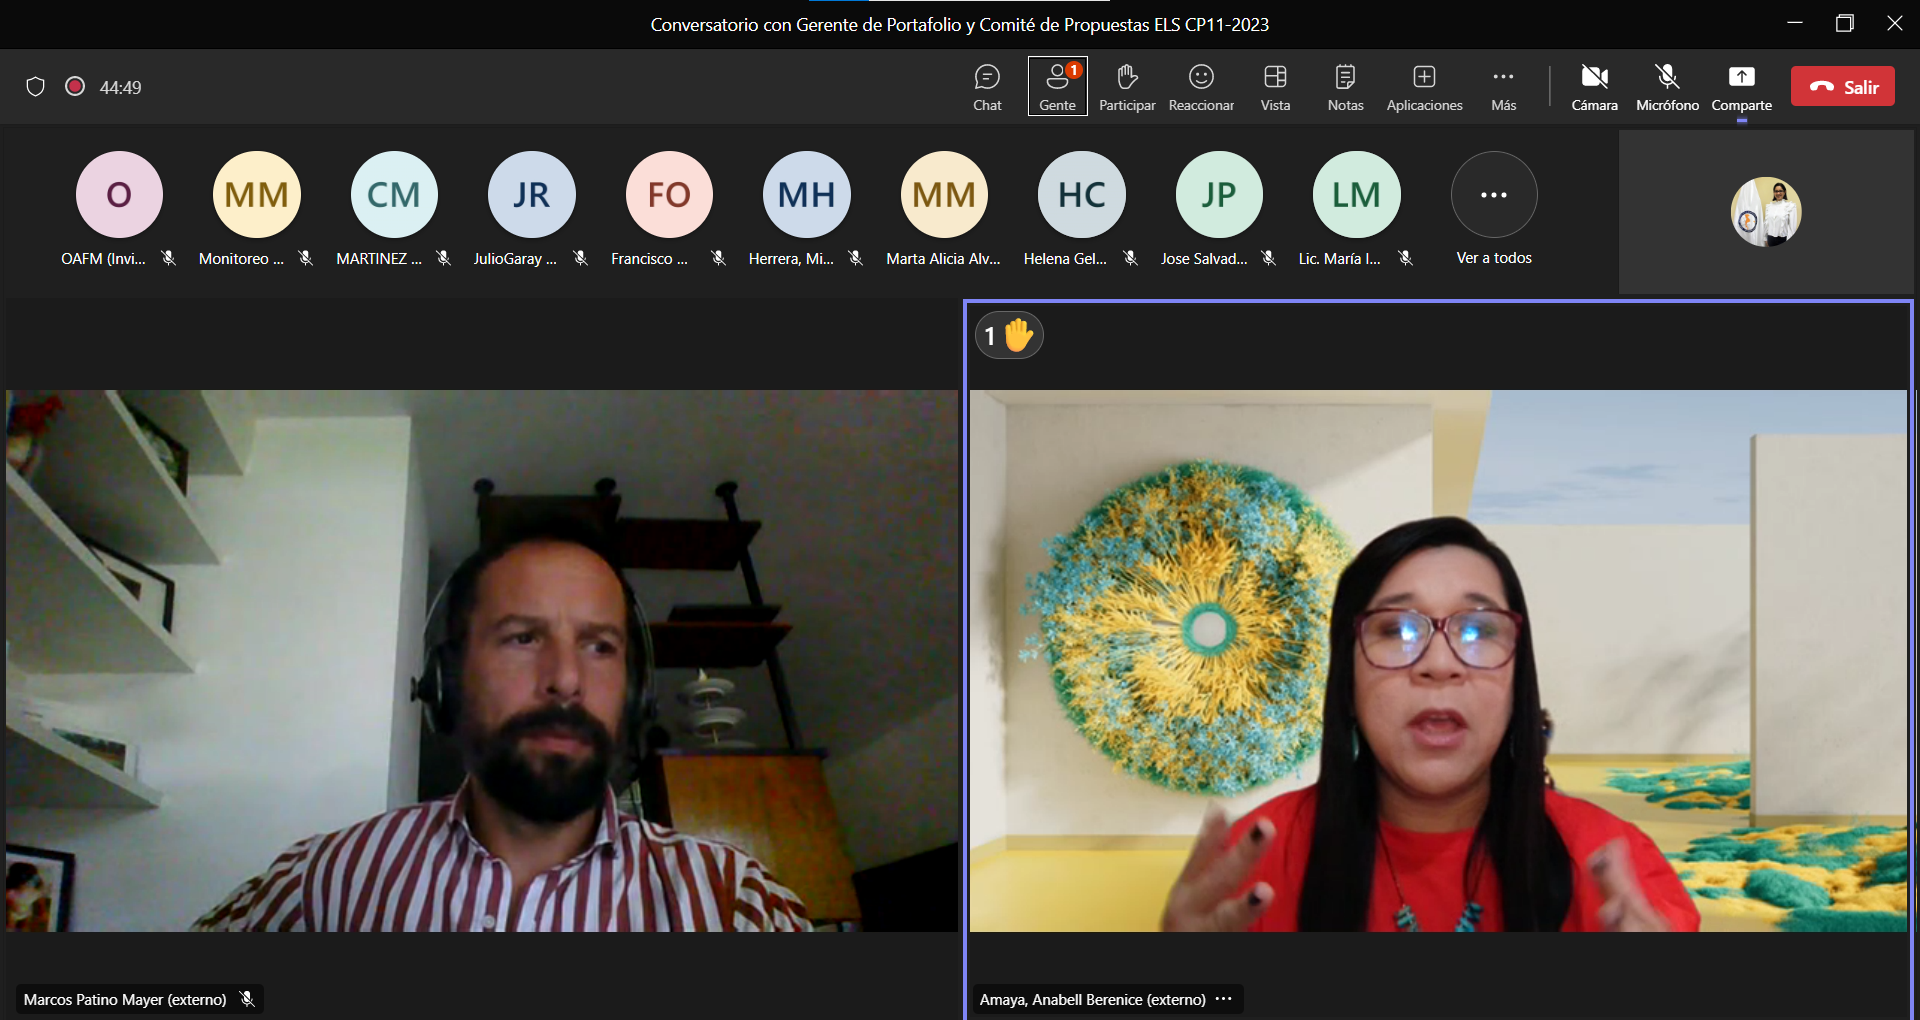 Conversatorio con Gerente de Portafolio y Comité de Propuestas ELS CP11-2023
44:49
Chat
1
Gente
Participar
Reaccionar
Vista
Notas
Aplicaciones
Más
Cámara
Micrófono
Comparte
Salir
O
MM
CM
JR
FO
MH
MM
HC
JP
LM
OAFM (Invi...
Monitoreo ...
MARTINEZ ...
JulioGaray ...
Francisco ...
Herrera, Mi...
Marta Alicia Alv...
Helena Gel...
Jose Salvad...
Lic. María I...
Ver a todos
1
Marcos Patino Mayer (externo)
Amaya, Anabell Berenice (externo)